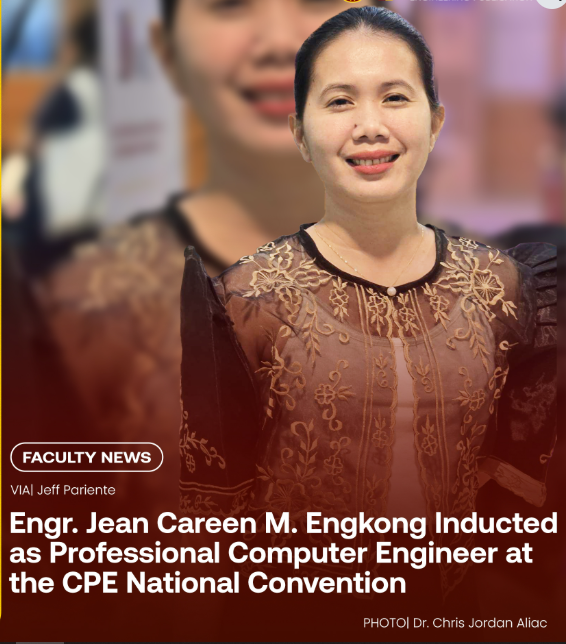 FACULTY NEWS
VIA| Jeff Pariente
Engr. Jean Careen M. Engkong Inducted
as Professional Computer Engineer at
the CPE National Convention
PHOTO| Dr. Chris Jordan Aliac